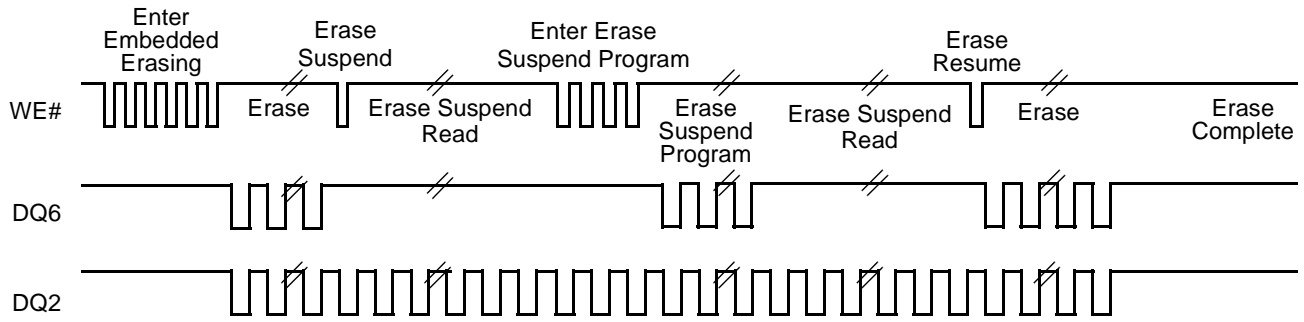 Enter
Embedded
Erasing
Erase
Suspend
Enter Erase
Suspend Program
Erase
Resume
WE#
Erase
Erase Suspend
Read
Erase
Suspend
Program
Erase Suspend
Read
Erase
Erase
Complete
DQ6
DQ2